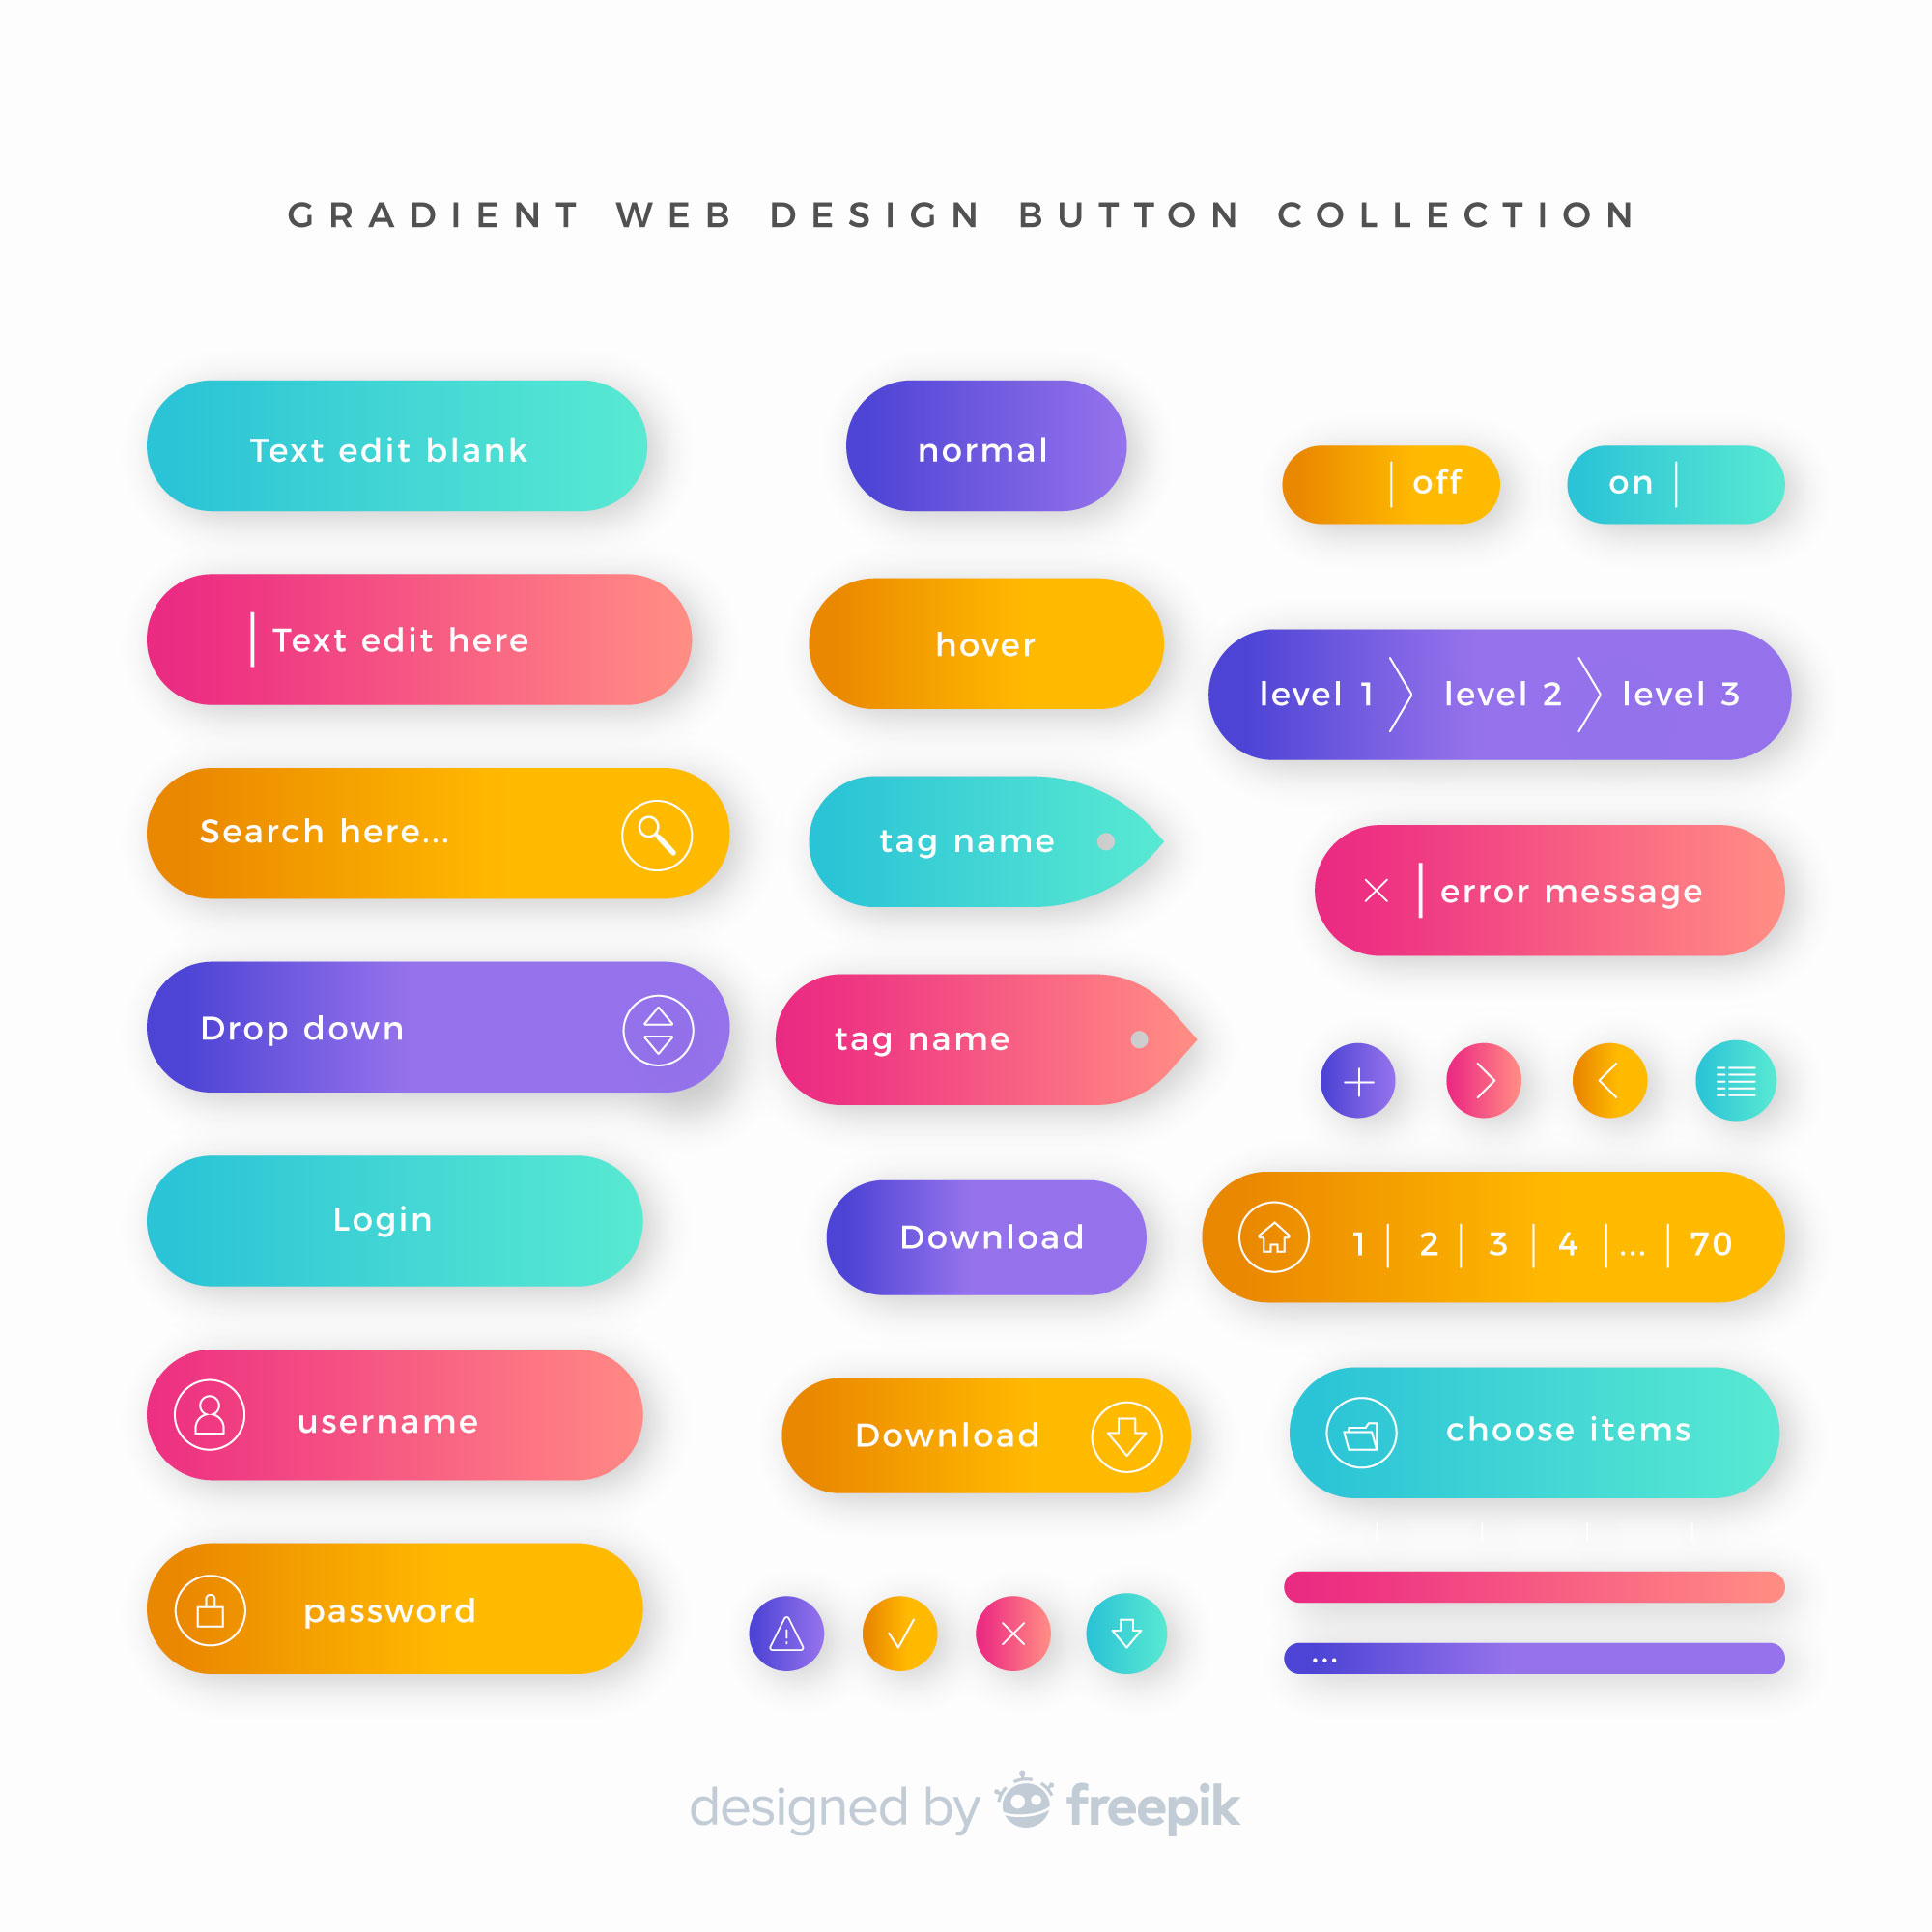 GRADIENT WEB DESIGN BUTTON COLLECTION
Text edit blank
Text edit here
Search here...
Drop down
Login
username
password
normal
hover
tag name
tag name
Download
Download
off
on
level 1 level 2 level 3
error message
1 | 2 | 3 | 4 |...| 70
choose items
...
designed by freepik